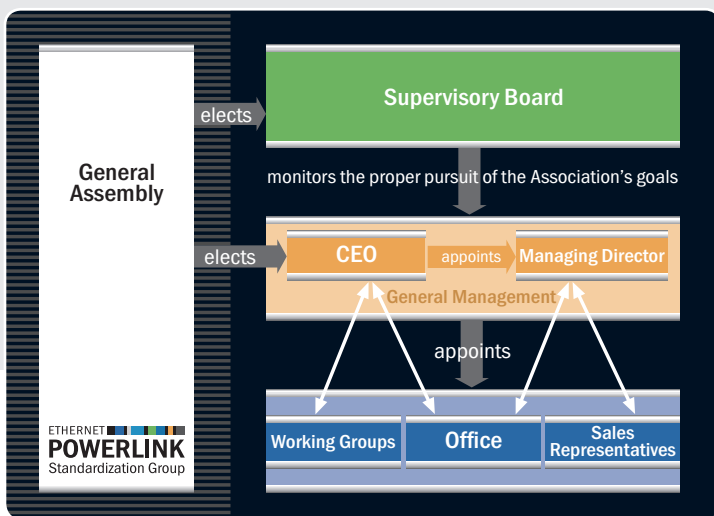 General
Assembly
ETHERNET
POWERLINK
Standardization Group
elects
Supervisory Board
monitors the proper pursuit of the Association's goals
elects
CEO
appoints
Managing Director
General Management
appoints
Working Groups
Office
Sales
Representatives